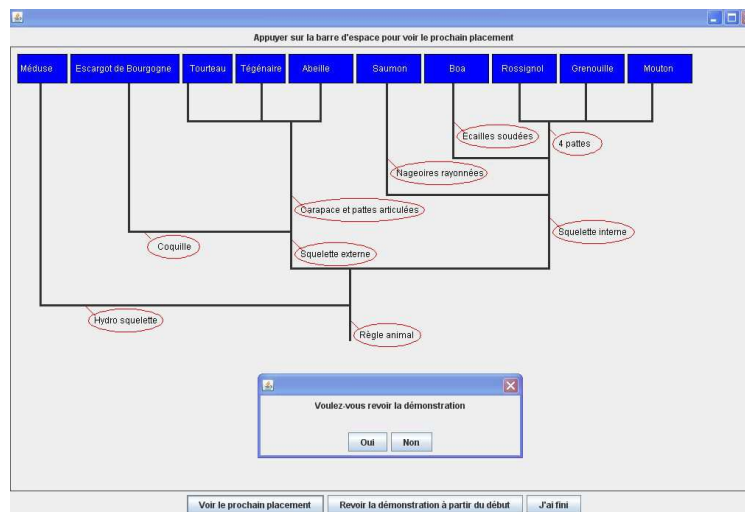 Appuyer sur la barre d'espace pour voir le prochain placement
Méduse Escargot de Bourgogne Tourteau Tégénaire Abeille Saumon Boa Rossignol Grenouille Mouton
Ecailles soudées
4 pattes
Nageoires rayonnées
Carapace et pattes articulées
Squelette interne
Coquille
Squelette externe
Hydro squelette
Règle animal
Voulez-vous revoir la démonstration
Oui Non
Voir le prochain placement Revoir la démonstration à partir du début J'ai fini